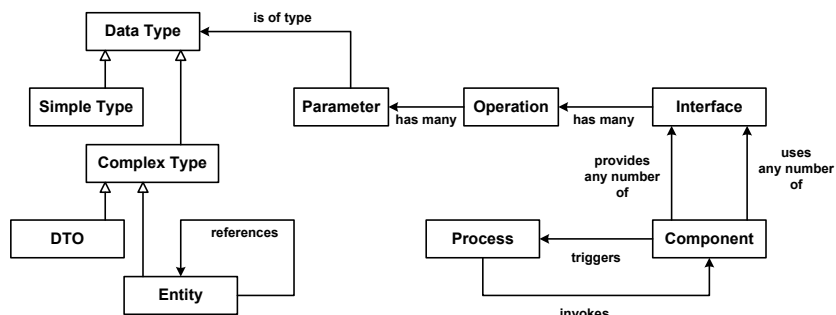 is of type
Data Type
Simple Type
Parameter
has many
Operation
has many
Interface
Complex Type
provides
any number
of
uses
any number
of
DTO
references
Process
triggers
Component
Entity
invokes